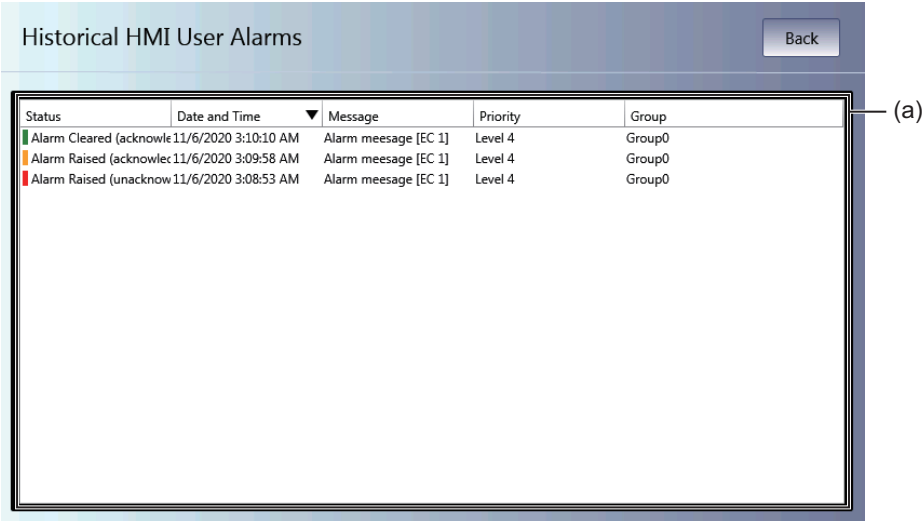 Historical HMI User Alarms
Back
Status Date and Time ▼ Message Priority Group
(a)
Alarm Cleared (acknowle 11/6/2020 3:10:10 AM Alarm meesage [EC 1] Level 4 Group0
Alarm Raised (acknowlec 11/6/2020 3:09:58 AM Alarm meesage [EC 1] Level 4 Group0
Alarm Raised (unacknow 11/6/2020 3:08:53 AM Alarm meesage [EC 1] Level 4 Group0